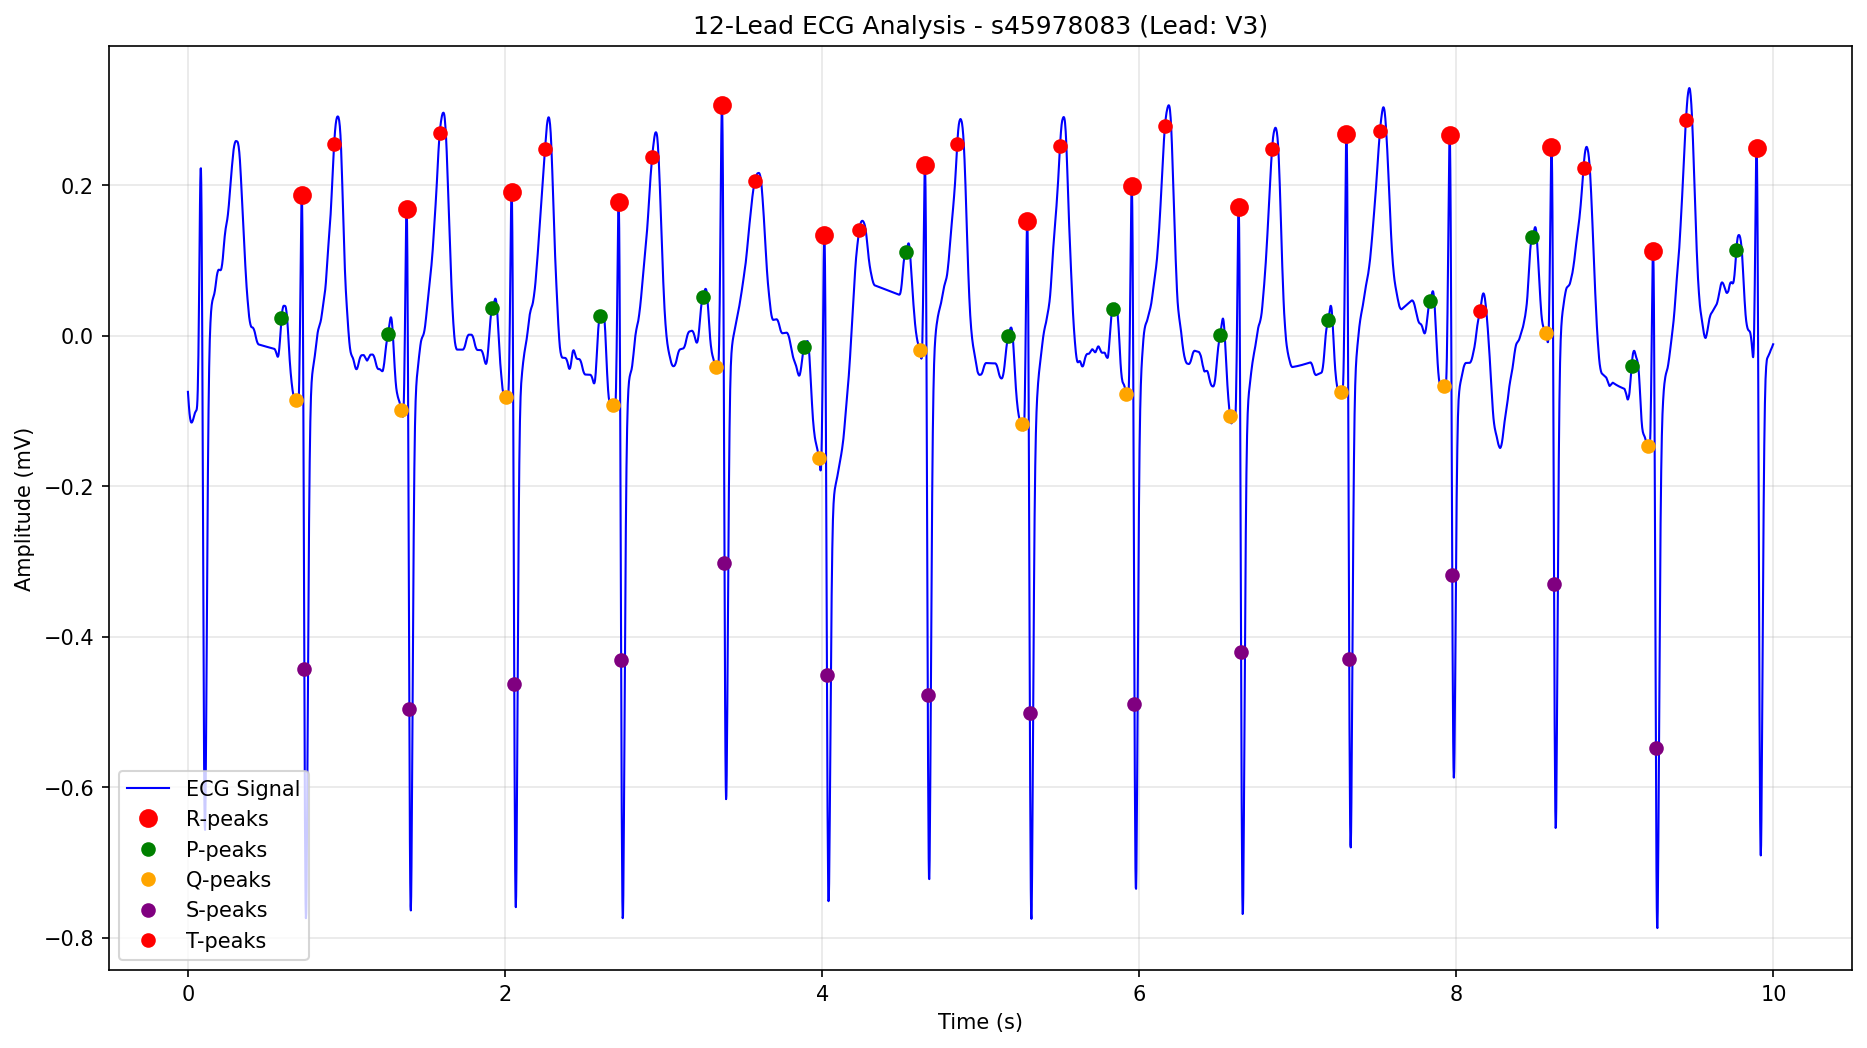 12-Lead ECG Analysis - s45978083 (Lead: V3)
Amplitude (mV)
0.2
0.0
−0.2
−0.4
−0.6
−0.8
ECG Signal
R-peaks
P-peaks
Q-peaks
S-peaks
T-peaks
0 2 4 6 8 10
Time (s)